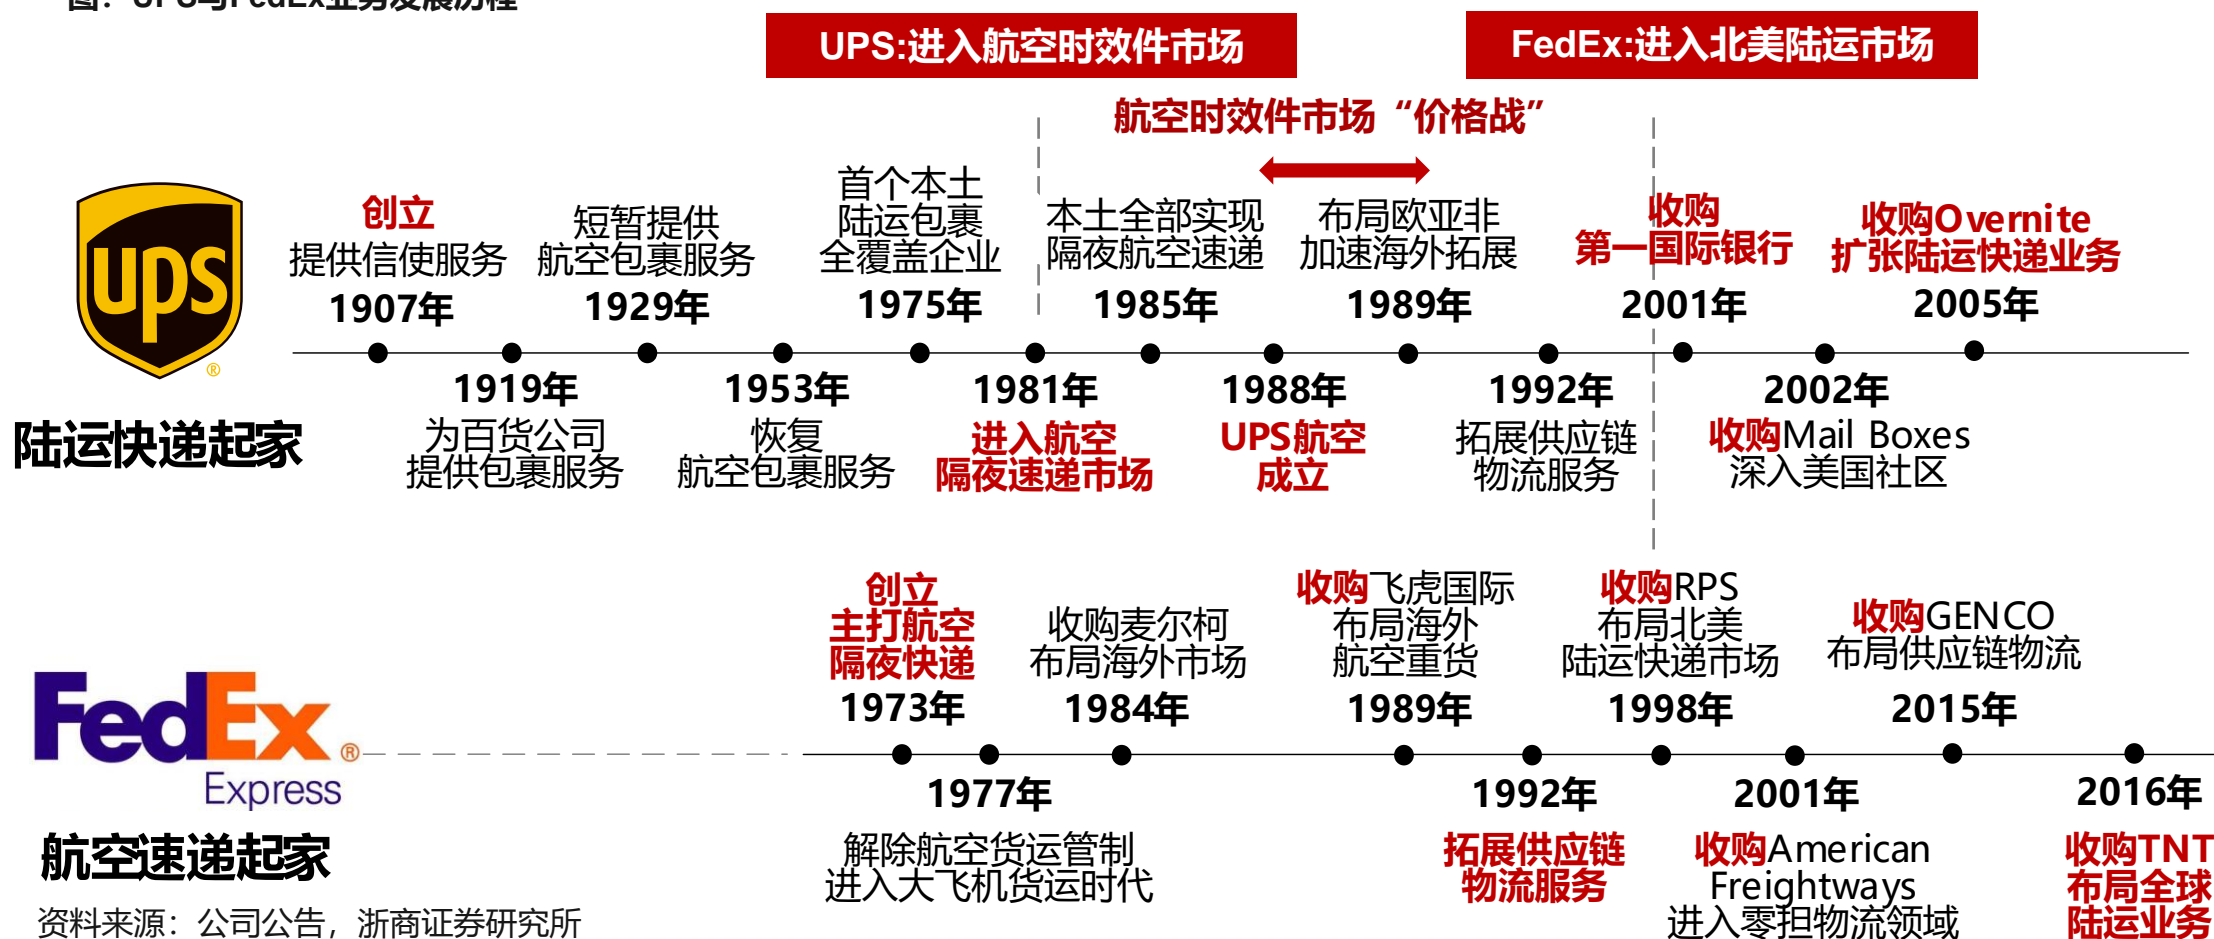 图：UPS与FedEx业务发展历程
UPS:进入航空时效件市场
FedEx:进入北美陆运市场
航空时效件市场“价格战”
ups
®
陆运快递起家
创立
提供信使服务
1907年
1919年
为百货公司
提供包裹服务
短暂提供
航空包裹服务
1929年
1953年
恢复
航空包裹服务
首个本土
陆运包裹
全覆盖企业
1975年
1981年
进入航空
隔夜速递市场
本土全部实现
隔夜航空速递
1985年
1988年
UPS航空
成立
布局欧亚非
加速海外拓展
1989年
1992年
拓展供应链
物流服务
收购
第一国际银行
2001年
2002年
收购Mail Boxes
深入美国社区
收购Overnite
扩张陆运快递业务
2005年
FedEx®
Express
航空速递起家
创立
主打航空
隔夜快递
1973年
1977年
解除航空货运管制
进入大飞机货运时代
收购麦尔柯
布局海外市场
1984年
收购飞虎国际
布局海外
航空重货
1989年
1992年
拓展供应链
物流服务
收购RPS
布局北美
陆运快递市场
1998年
2001年
收购American
Freightways
进入零担物流领域
收购GENCO
布局供应链物流
2015年
2016年
收购TNT
布局全球
陆运业务
资料来源：公司公告，浙商证券研究所